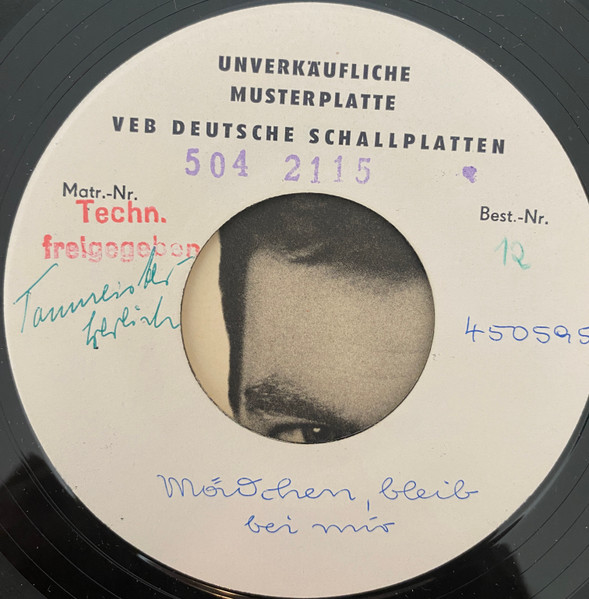 UNVERKÄUFLICHE
MUSTERPLATTE
VEB DEUTSCHE SCHALLPLATTEN
504 2115
Matr.-Nr.
Techn.
freigegeben
Best.-Nr.
12
450595
Mädchen, bleib
bei mir